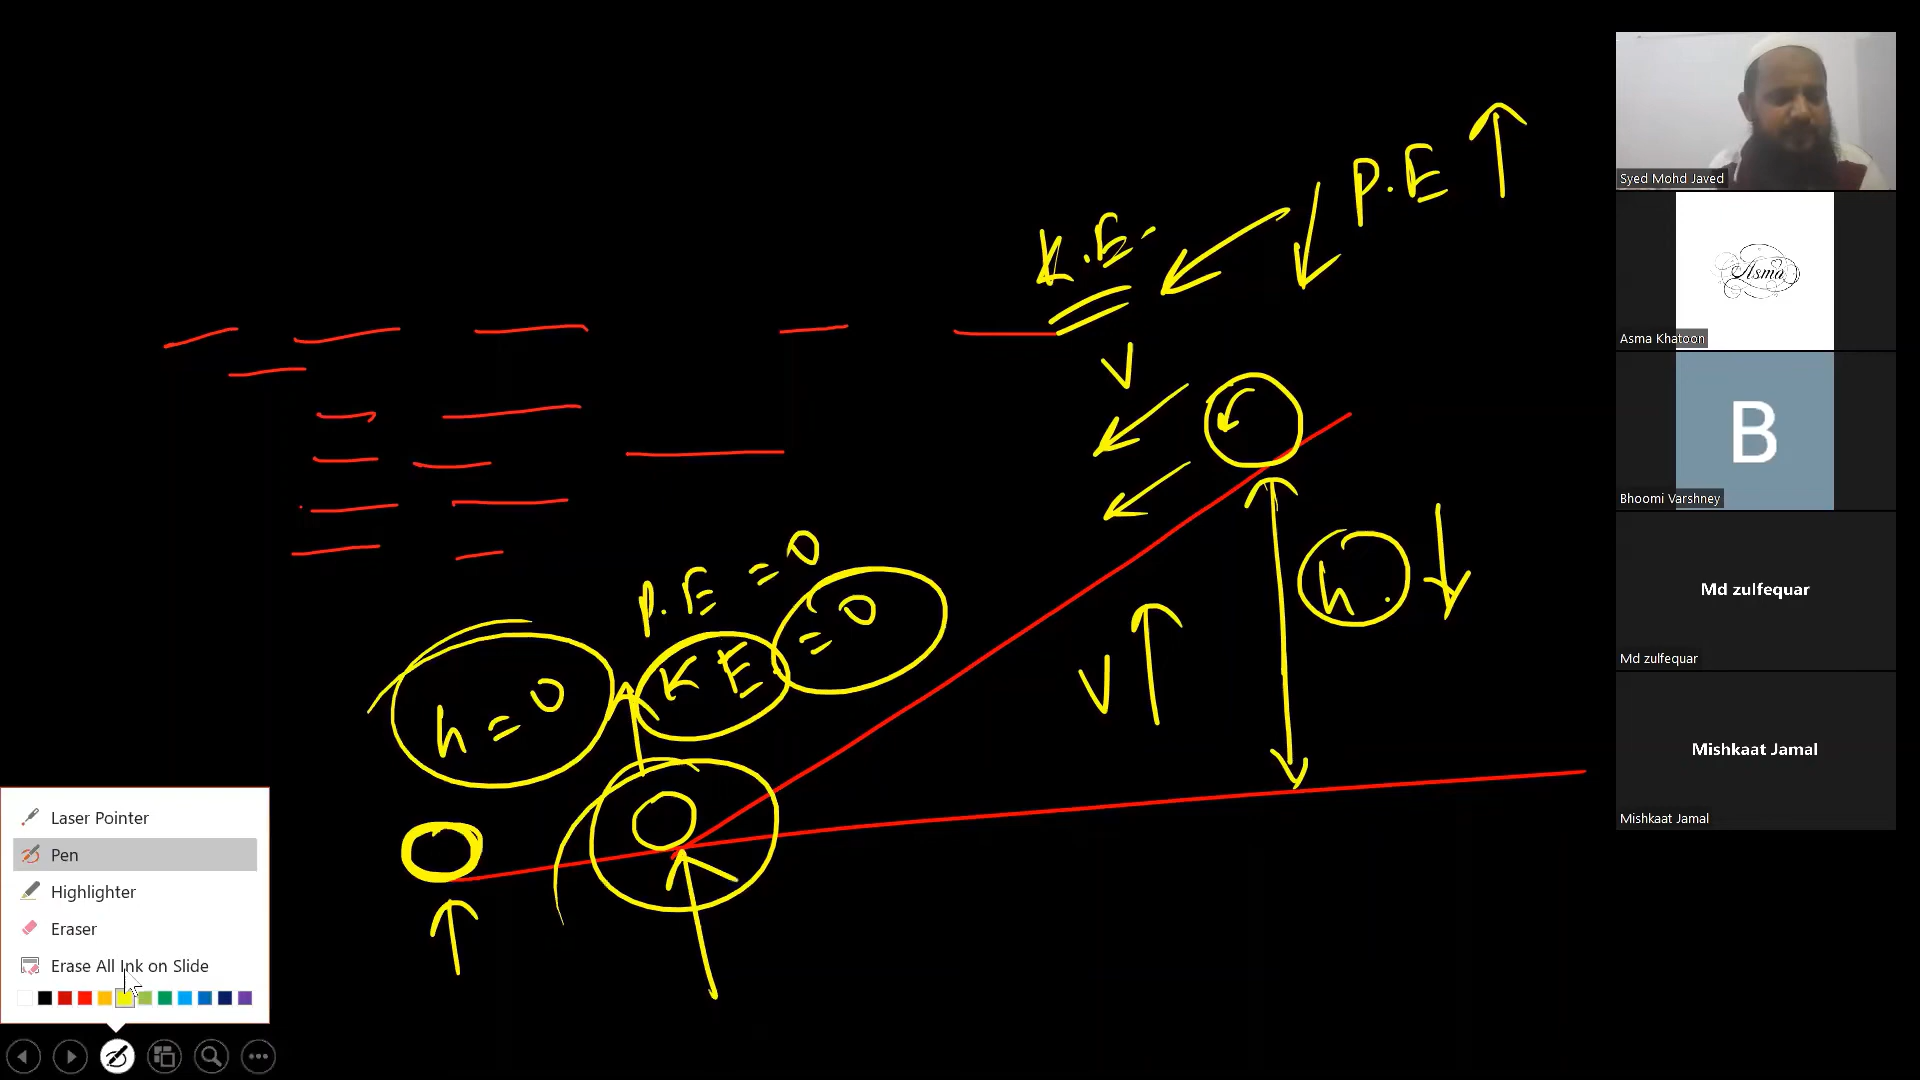 P.E ↑
K.E.
V
h
P.E = 0
KE = 0
h = 0
V ↑
Syed Mohd Javed
Asma
Asma Khatoon
B
Bhoomi Varshney
Md zulfequar
Md zulfequar
Mishkaat Jamal
Mishkaat Jamal
Laser Pointer
Pen
Highlighter
Eraser
Erase All Ink on Slide